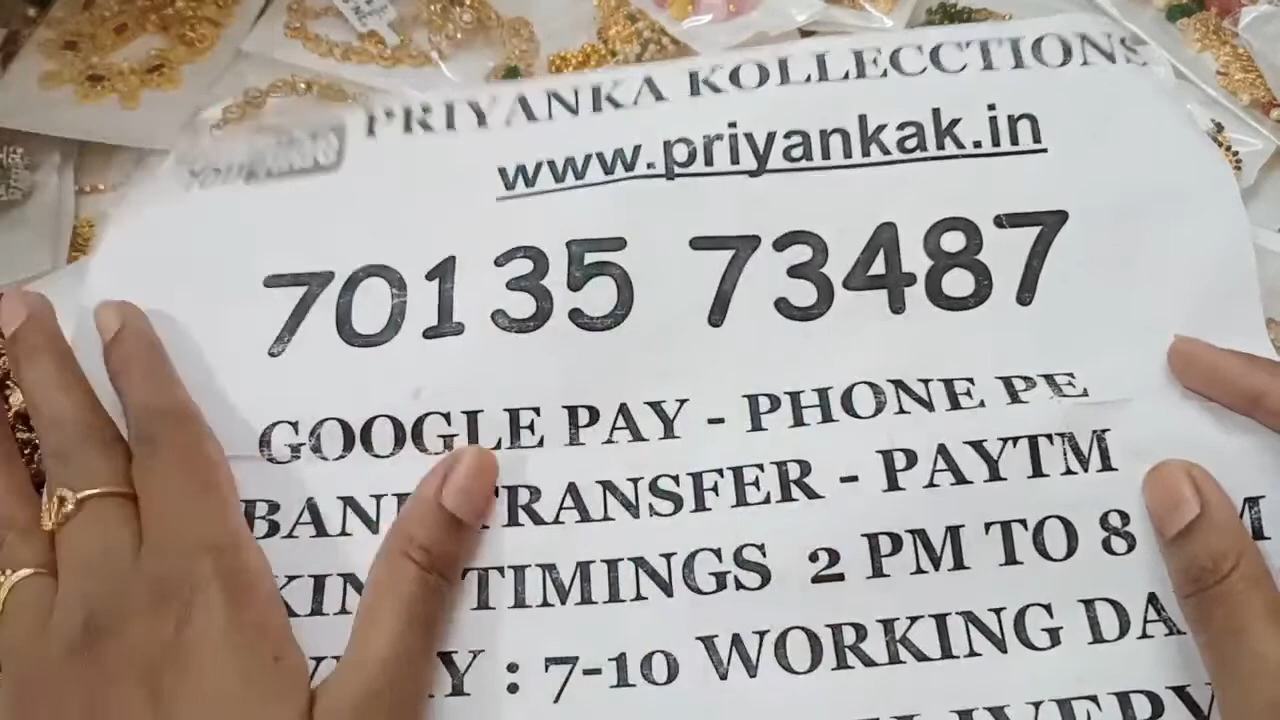 PRIYANKA KOLLECCTIONS
www.priyankak.in
70135 73487
GOOGLE PAY - PHONE PE
TRANSFER - PAYTM
TIMINGS 2 PM TO 8
: 7-10 WORKING